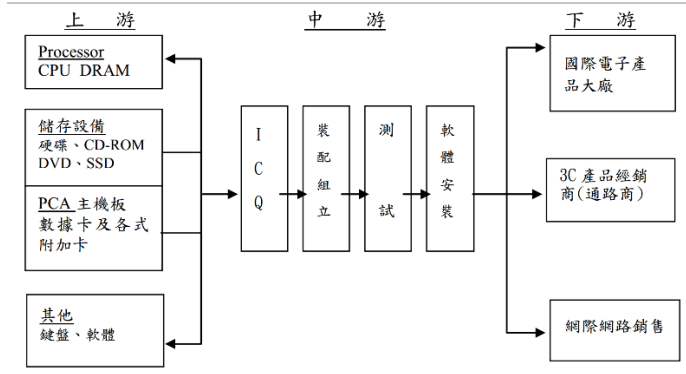 上 游
中 游
下 游
Processor
CPU DRAM
儲存設備
硬碟、CD-ROM
DVD、SSD
PCA 主機板
數據卡及各式
附加卡
其他
鍵盤、軟體
ICQ
裝配組立
測試
軟體安裝
國際電子產
品大廠
3C 產品經銷
商(通路商)
網際網路銷售